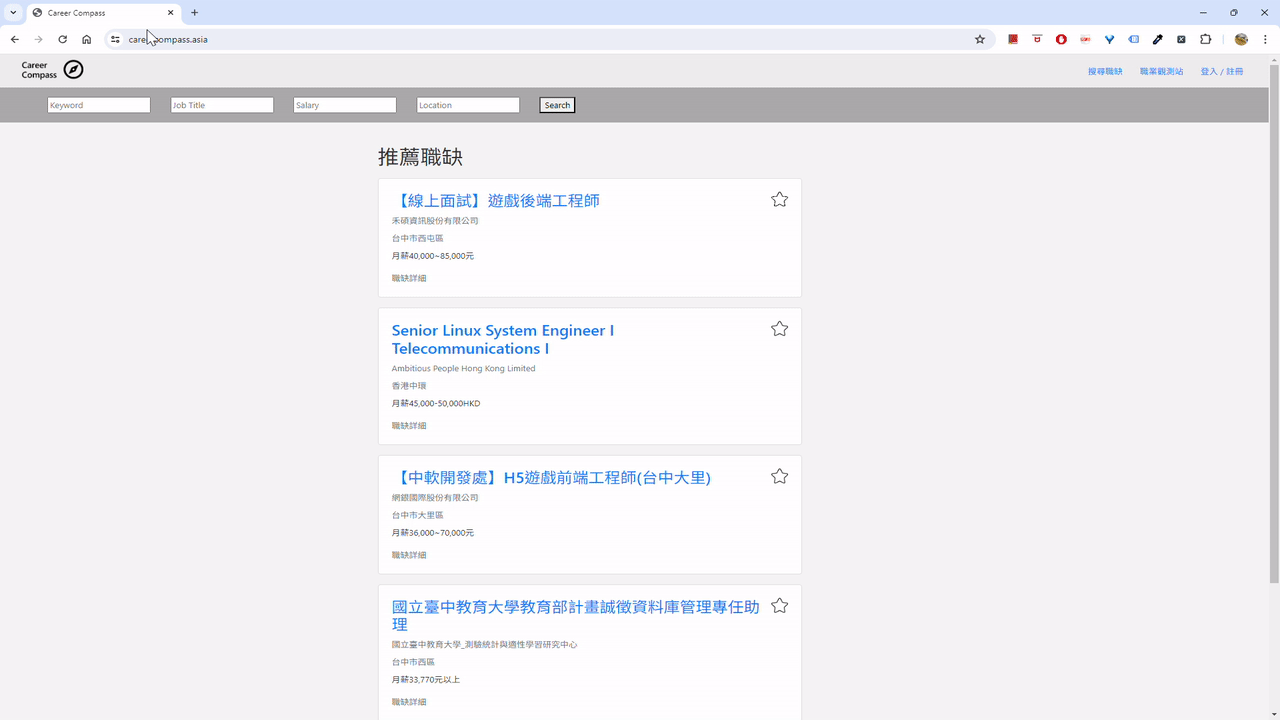 Career Compass
Career
Compass
搜尋職缺
職業觀測站
登入 / 註冊
Keyword
Job Title
Salary
Location
Search
推薦職缺
【線上面試】遊戲後端工程師
禾碩資訊股份有限公司
台中市西屯區
月薪40,000~85,000元
職缺詳細
Senior Linux System Engineer I
Telecommunications I
Ambitious People Hong Kong Limited
香港中環
月薪45,000-50,000HKD
職缺詳細
【中軟開發處】H5遊戲前端工程師(台中大里)
網銀國際股份有限公司
台中市大里區
月薪36,000~70,000元
職缺詳細
國立臺中教育大學教育部計畫誠徵資料庫管理專任助
理
國立臺中教育大學_測驗統計與適性學習研究中心
台中市西區
月薪33,770元以上
職缺詳細